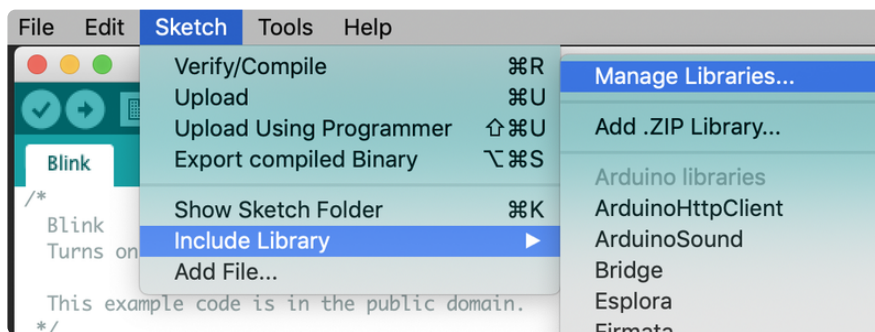 File Edit Sketch Tools Help
Verify/Compile ⌘R
Upload ⌘U
Upload Using Programmer ⇧⌘U
Export compiled Binary ⌥⌘S
Show Sketch Folder ⌘K
Include Library
Add File...
Manage Libraries...
Add .ZIP Library...
Arduino libraries
ArduinoHttpClient
ArduinoSound
Bridge
Esplora
Firmata
Blink
/*
Blink
Turns on
This example code is in the public domain.
*/